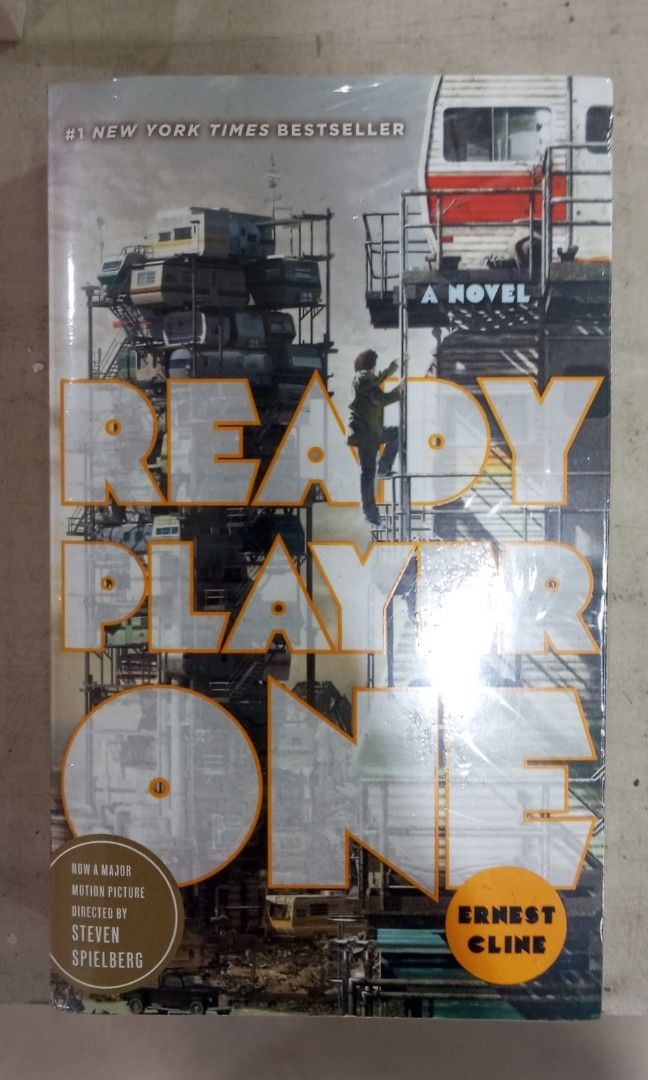 #1 NEW YORK TIMES BESTSELLER
A NOVEL
READY
PLAYER
ONE
NOW A MAJOR
MOTION PICTURE
DIRECTED BY
STEVEN
SPIELBERG
ERNEST
CLINE